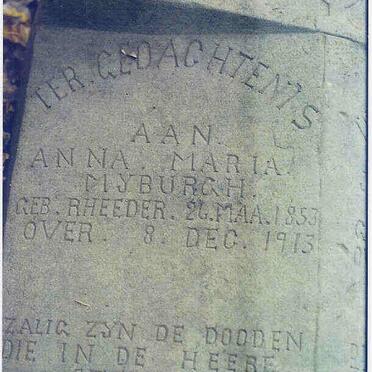 TER. GEDACHTENIS
AAN.
ANNA. MARIA.
MYBURGH.
GEB. RHEEDER. 26. MAA. 1853
OVER. 8. DEC. 1913
ZALIG ZYN DE DOODEN
DIE IN DE HEERE